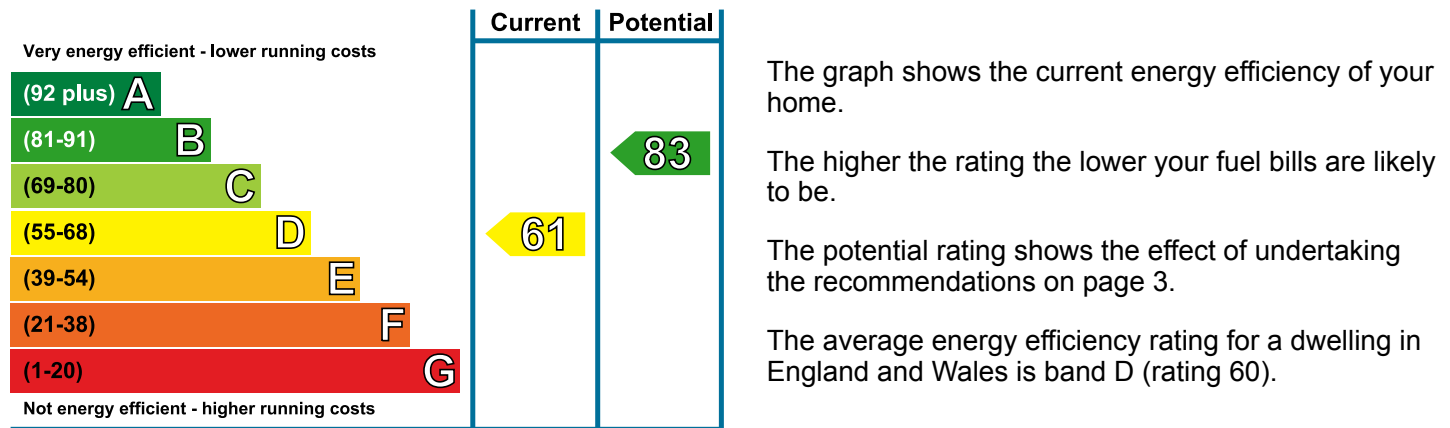 Current Potential
Very energy efficient - lower running costs
(92 plus) A
(81-91) B
83
(69-80) C
(55-68) D
61
(39-54) E
(21-38) F
(1-20) G
Not energy efficient - higher running costs
The graph shows the current energy efficiency of your
home.
The higher the rating the lower your fuel bills are likely
to be.
The potential rating shows the effect of undertaking
the recommendations on page 3.
The average energy efficiency rating for a dwelling in
England and Wales is band D (rating 60).